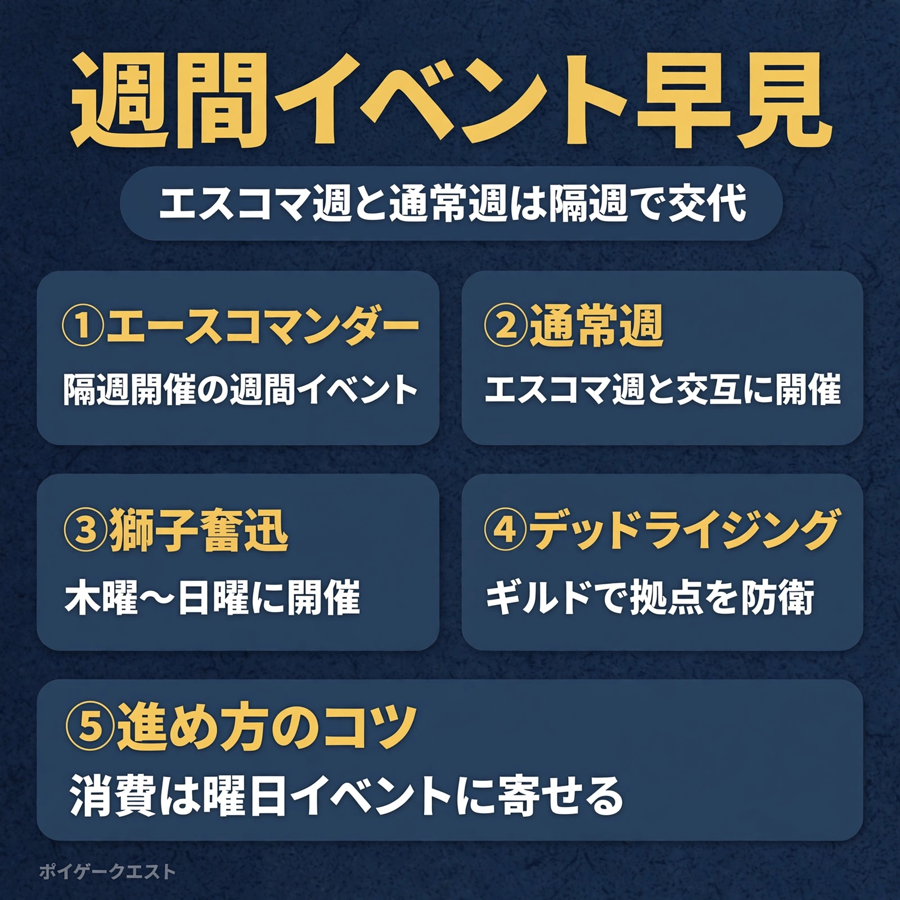 週間イベント早見
エスコマ週と通常週は隔週で交代
①エースコマンダー
隔週開催の週間イベント
②通常週
エスコマ週と交互に開催
③獅子奮迅
木曜～日曜に開催
④デッドライジング
ギルドで拠点を防衛
⑤進め方のコツ
消費は曜日イベントに寄せる
ポイゲークエスト